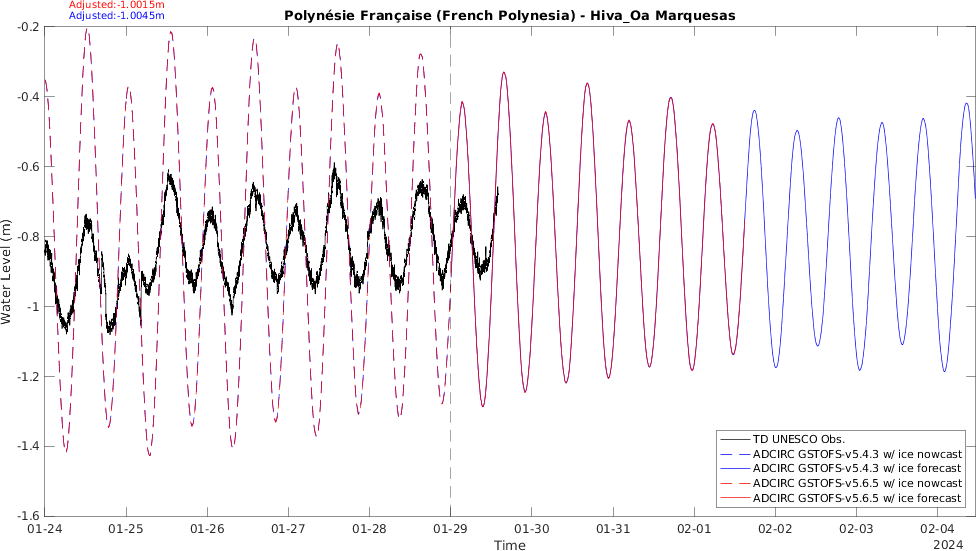 Adjusted:-1.0015m
Adjusted:-1.0045m
Polynésie Française (French Polynesia) - Hiva_Oa Marquesas
Water Level (m)
-0.2
-0.4
-0.6
-0.8
-1
-1.2
-1.4
-1.6
TD UNESCO Obs.
ADCIRC GSTOFS-v5.4.3 w/ ice nowcast
ADCIRC GSTOFS-v5.4.3 w/ ice forecast
ADCIRC GSTOFS-v5.6.5 w/ ice nowcast
ADCIRC GSTOFS-v5.6.5 w/ ice forecast
01-24 01-25 01-26 01-27 01-28 01-29 01-30 01-31 02-01 02-02 02-03 02-04
Time
2024